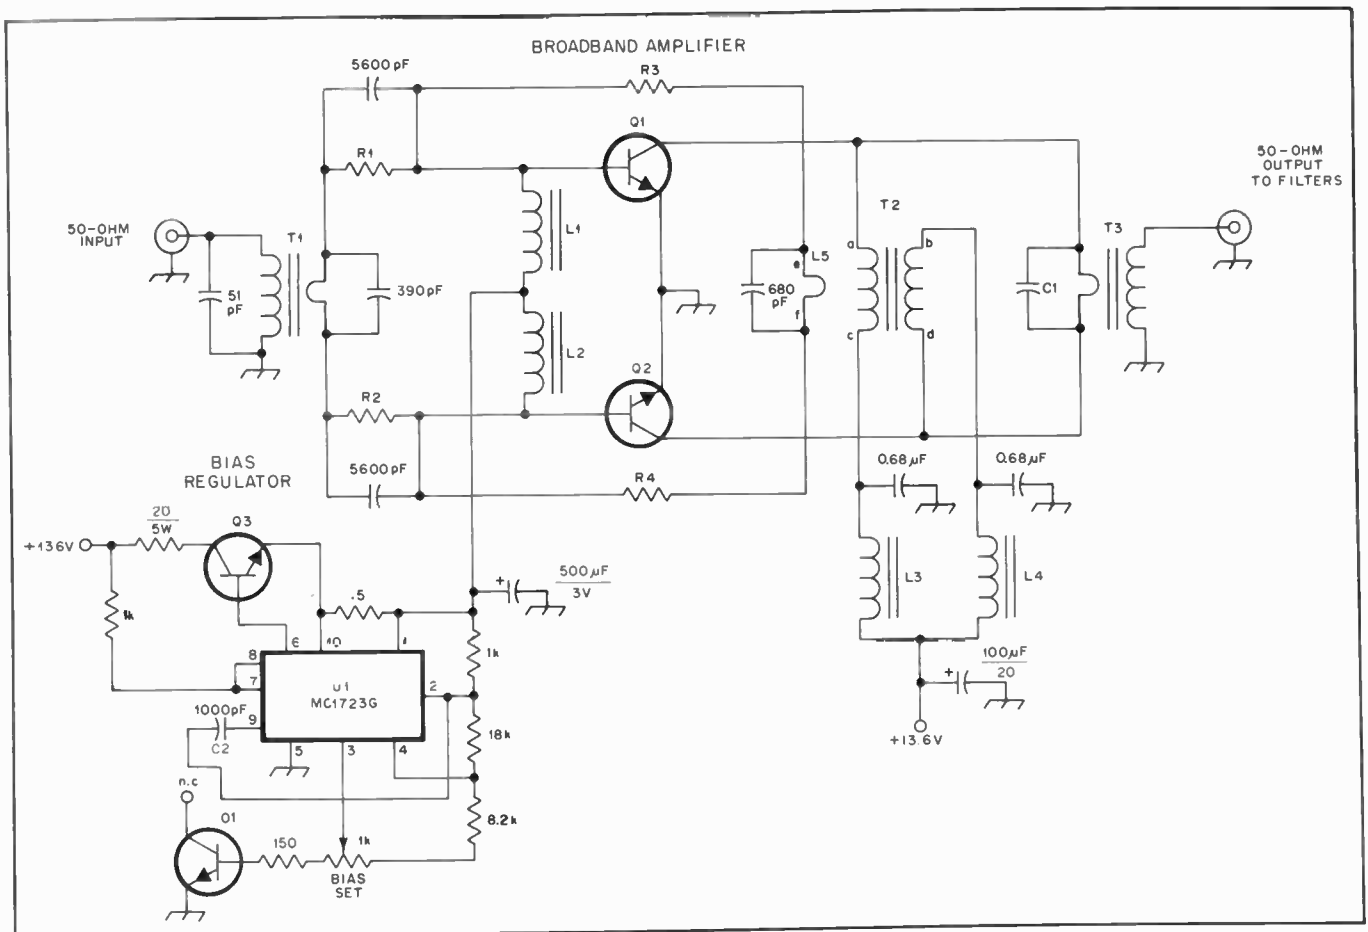 BROADBAND AMPLIFIER
5600pF
R3
Q1
R1
50-OHM
OUTPUT
TO FILTERS
50-OHM
INPUT
T1
L1
T2
T3
a
b
L5
e
51
pF
390pF
680
pF
C1
f
c
d
L2
Q2
R2
BIAS
REGULATOR
5600pF
R4
0.68µF
0.68µF
20
5W
Q3
+13.6V
500µF
3V
L3
L4
1k
.5
+
6
10
1
1k
8
7
U1
MC1723G
2
+
100µF
20
1000pF
9
C2
18k
5
3
4
+13.6V
n.c
8.2k
D1
150
1k
BIAS
SET